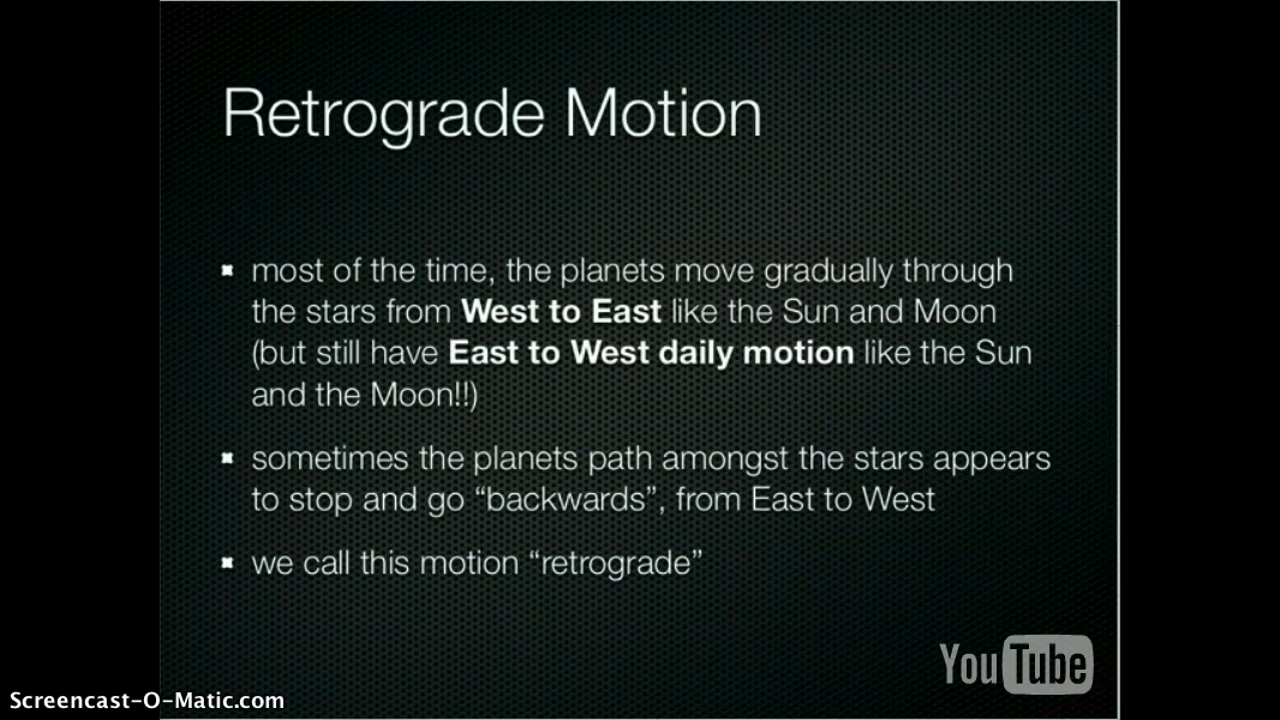 Retrograde Motion
most of the time, the planets move gradually through
the stars from West to East like the Sun and Moon
(but still have East to West daily motion like the Sun
and the Moon!!)
sometimes the planets path amongst the stars appears
to stop and go “backwards”, from East to West
we call this motion “retrograde”
YouTube
Screencast-O-Matic.com